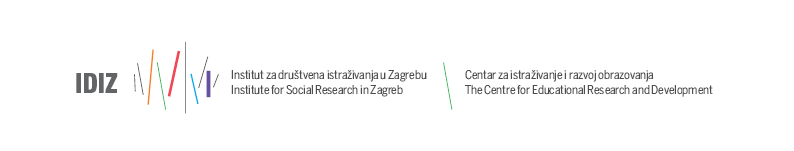 IDIZ
Institut za društvena istraživanja u Zagrebu
Institute for Social Research in Zagreb
Centar za istraživanje i razvoj obrazovanja
The Centre for Educational Research and Development